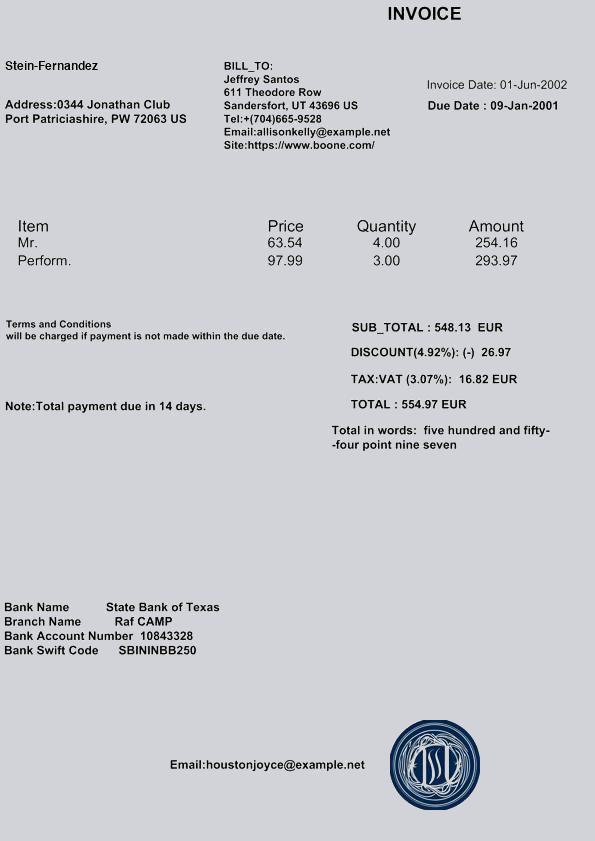 INVOICE
Stein-Fernandez
Address:0344 Jonathan Club
Port Patriciashire, PW 72063 US
BILL_TO:
Jeffrey Santos
611 Theodore Row
Sandersfort, UT 43696 US
Tel:+(704)665-9528
Email:allisonkelly@example.net
Site:https://www.boone.com/
Invoice Date: 01-Jun-2002
Due Date : 09-Jan-2001
Item Price Quantity Amount
Mr. 63.54 4.00 254.16
Perform. 97.99 3.00 293.97
Terms and Conditions
will be charged if payment is not made within the due date.
Note:Total payment due in 14 days.
SUB_TOTAL : 548.13 EUR
DISCOUNT(4.92%): (-) 26.97
TAX:VAT (3.07%): 16.82 EUR
TOTAL : 554.97 EUR
Total in words: five hundred and fifty-
-four point nine seven
Bank Name State Bank of Texas
Branch Name Raf CAMP
Bank Account Number 10843328
Bank Swift Code SBININBB250
Email:houstonjoyce@example.net